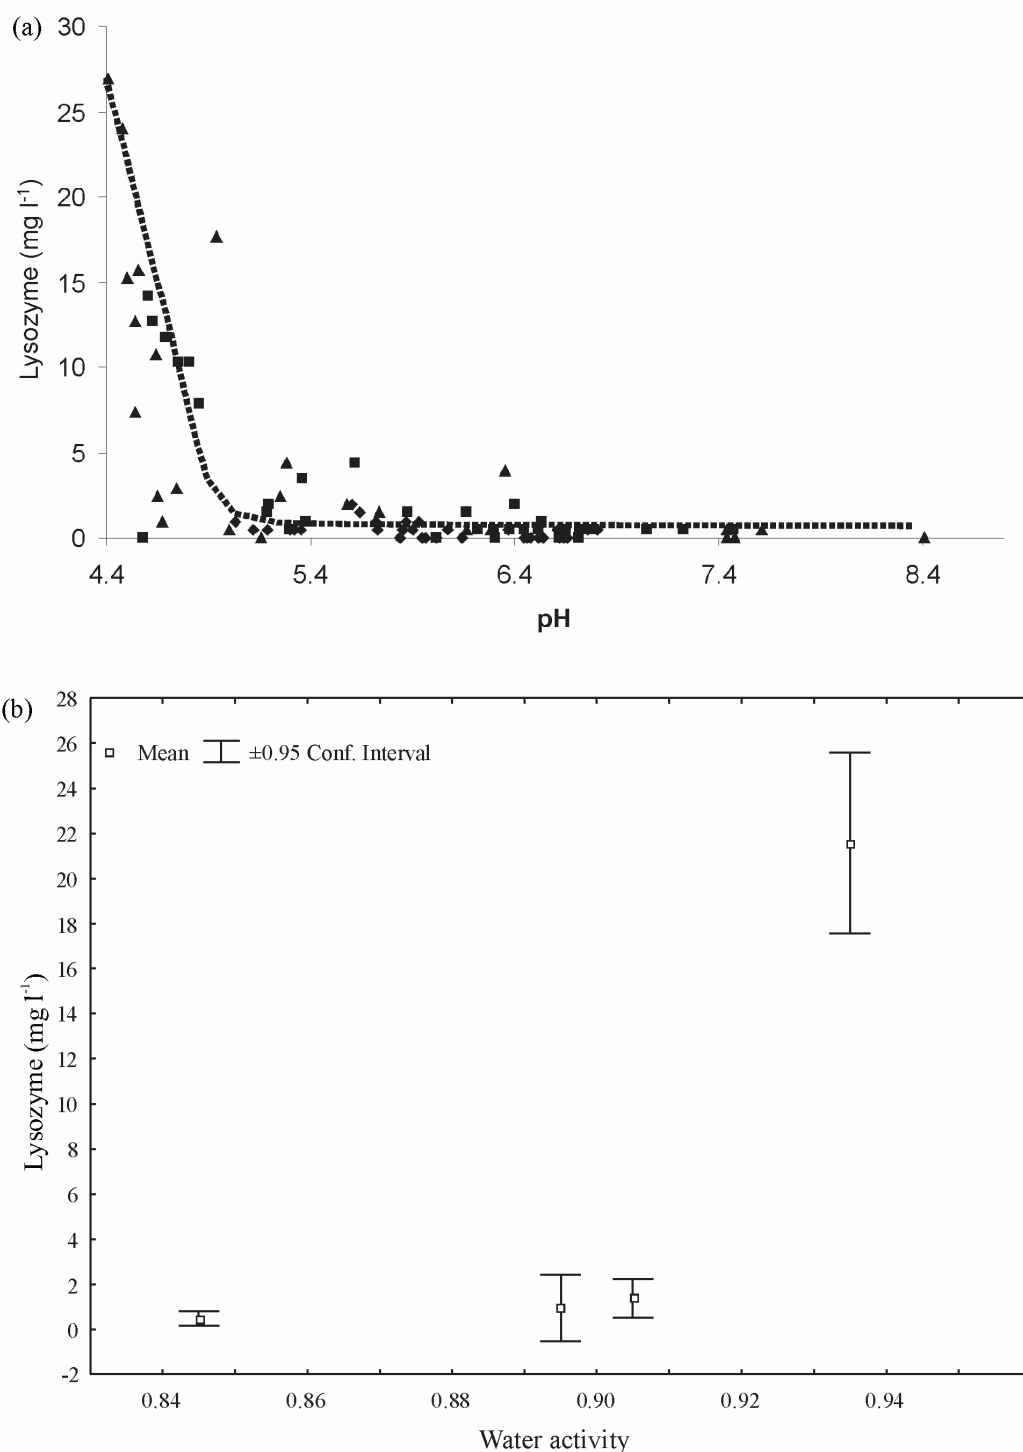 (a)
30
25
20
15
10
5
0
Lysozyme (mg l-1)
4.4 5.4 6.4 7.4 8.4
pH
(b)
28
26
24
22
20
18
16
14
12
10
8
6
4
2
0
-2
Mean ±0.95 Conf. Interval
Lysozyme (mg l-1)
0.84 0.86 0.88 0.90 0.92 0.94
Water activity